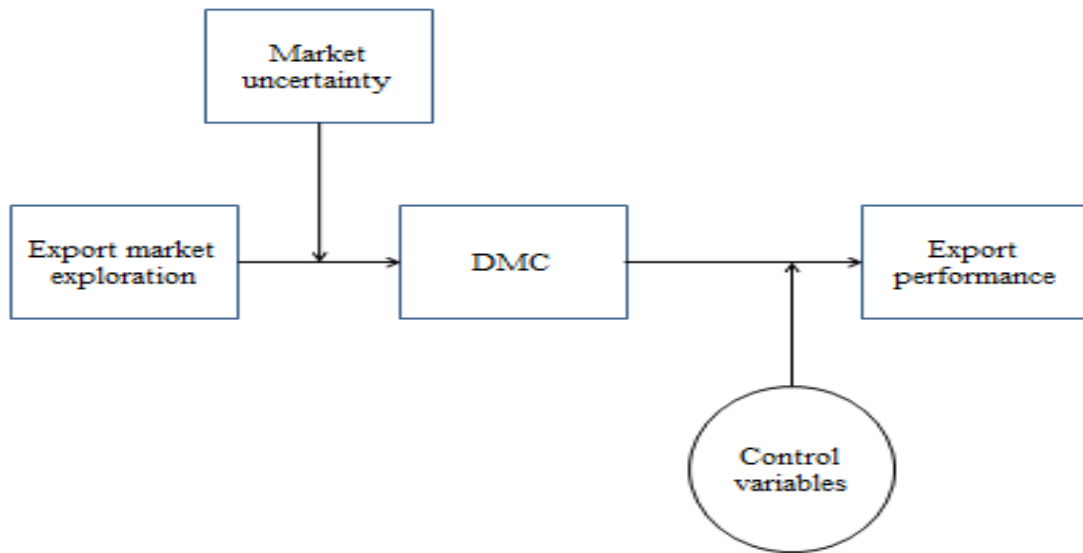 Market
uncertainty
Export market
exploration
DMC
Export
performance
Control
variables